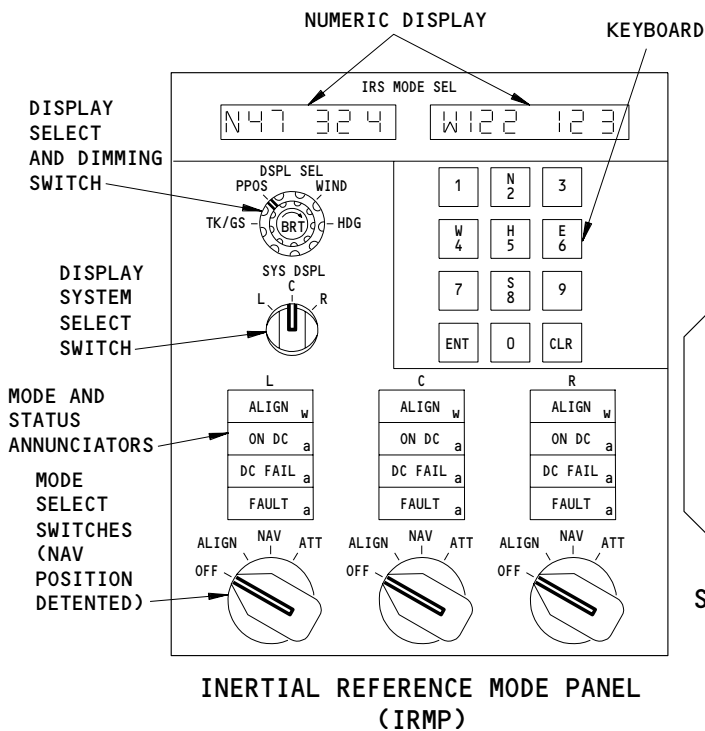 NUMERIC DISPLAY
KEYBOARD
IRS MODE SEL
N47 324
W122 123
DISPLAY
SELECT
AND DIMMING
SWITCH
DSPL SEL
PPOS
WIND
TK/GS
BRT
HDG
1
N
2
3
W
4
H
5
E
6
7
S
8
9
ENT
0
CLR
DISPLAY
SYSTEM
SELECT
SWITCH
SYS DSPL
C
L
R
MODE AND
STATUS
ANNUNCIATORS
L
ALIGN w
ON DC a
DC FAIL a
FAULT a
C
ALIGN w
ON DC a
DC FAIL a
FAULT a
R
ALIGN w
ON DC a
DC FAIL a
FAULT a
MODE
SELECT
SWITCHES
(NAV
POSITION
DETENTED)
OFF
ALIGN
NAV
ATT
OFF
ALIGN
NAV
ATT
OFF
ALIGN
NAV
ATT
S
INERTIAL REFERENCE MODE PANEL
(IRMP)